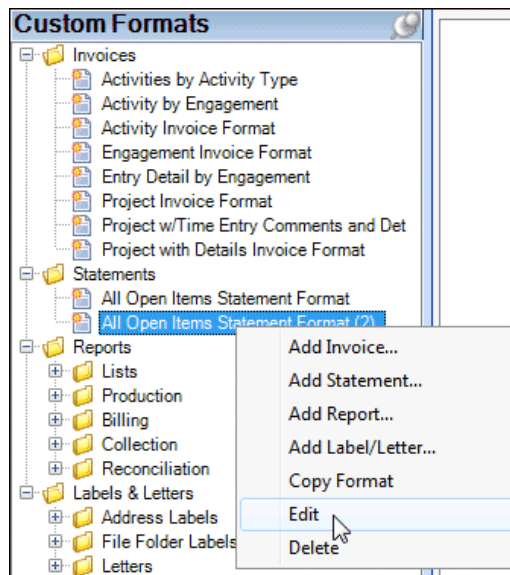 Custom Formats
Invoices
Activities by Activity Type
Activity by Engagement
Activity Invoice Format
Engagement Invoice Format
Entry Detail by Engagement
Project Invoice Format
Project w/Time Entry Comments and Det
Project with Details Invoice Format
Statements
All Open Items Statement Format
All Open Items Statement Format (2)
Reports
Lists
Production
Billing
Collection
Reconciliation
Labels & Letters
Address Labels
File Folder Labels
Letters
Add Invoice...
Add Statement...
Add Report...
Add Label/Letter...
Copy Format
Edit
Delete